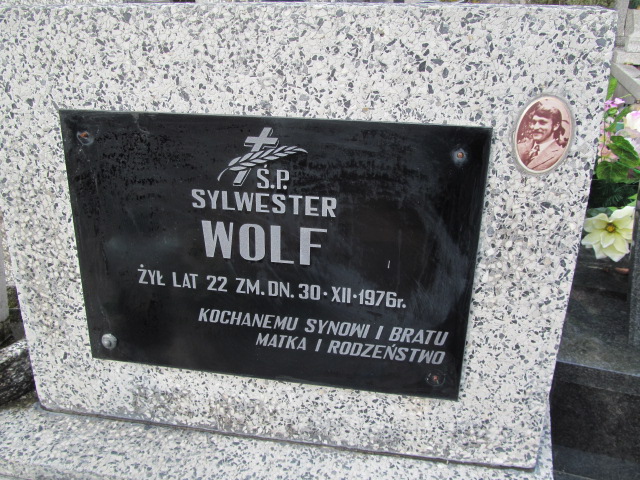 Ś.P.
SYLWESTER
WOLF
ŻYŁ LAT 22 ZM. DN. 30·XII·1976r.
KOCHANEMU SYNOWI I BRATU
MATKA I RODZEŃSTWO